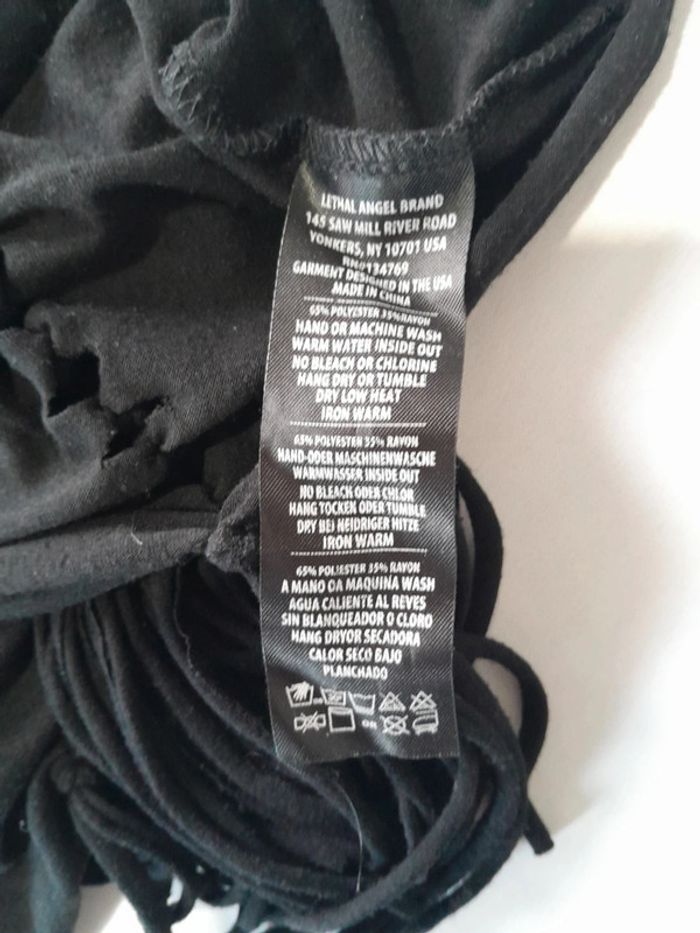 LETHAL ANGEL BRAND
145 SAW MILL RIVER ROAD
YONKERS, NY 10701 USA
RN#134769
GARMENT DESIGNED IN THE USA
MADE IN CHINA
65% POLYESTER 35%RAYON
HAND OR MACHINE WASH
WARM WATER INSIDE OUT
NO BLEACH OR CHLORINE
HANG DRY OR TUMBLE
DRY LOW HEAT
IRON WARM
65% POLYESTER 35% RAYON
HAND-ODER MASCHINENWASCHE
WARMWASSER INSIDE OUT
NO BLEACH ODER CHLOR
HANG TOCKEN ODER TUMBLE
DRY BEI NEIDRIGER HITZE
IRON WARM
65% POLIESTER 35% RAYON
A MANO OA MAQUINA WASH
AGUA CALIENTE AL REVES
SIN BLANQUEADOR O CLORO
HANG DRYOR SECADORA
CALOR SECO BAJO
PLANCHADO
OR